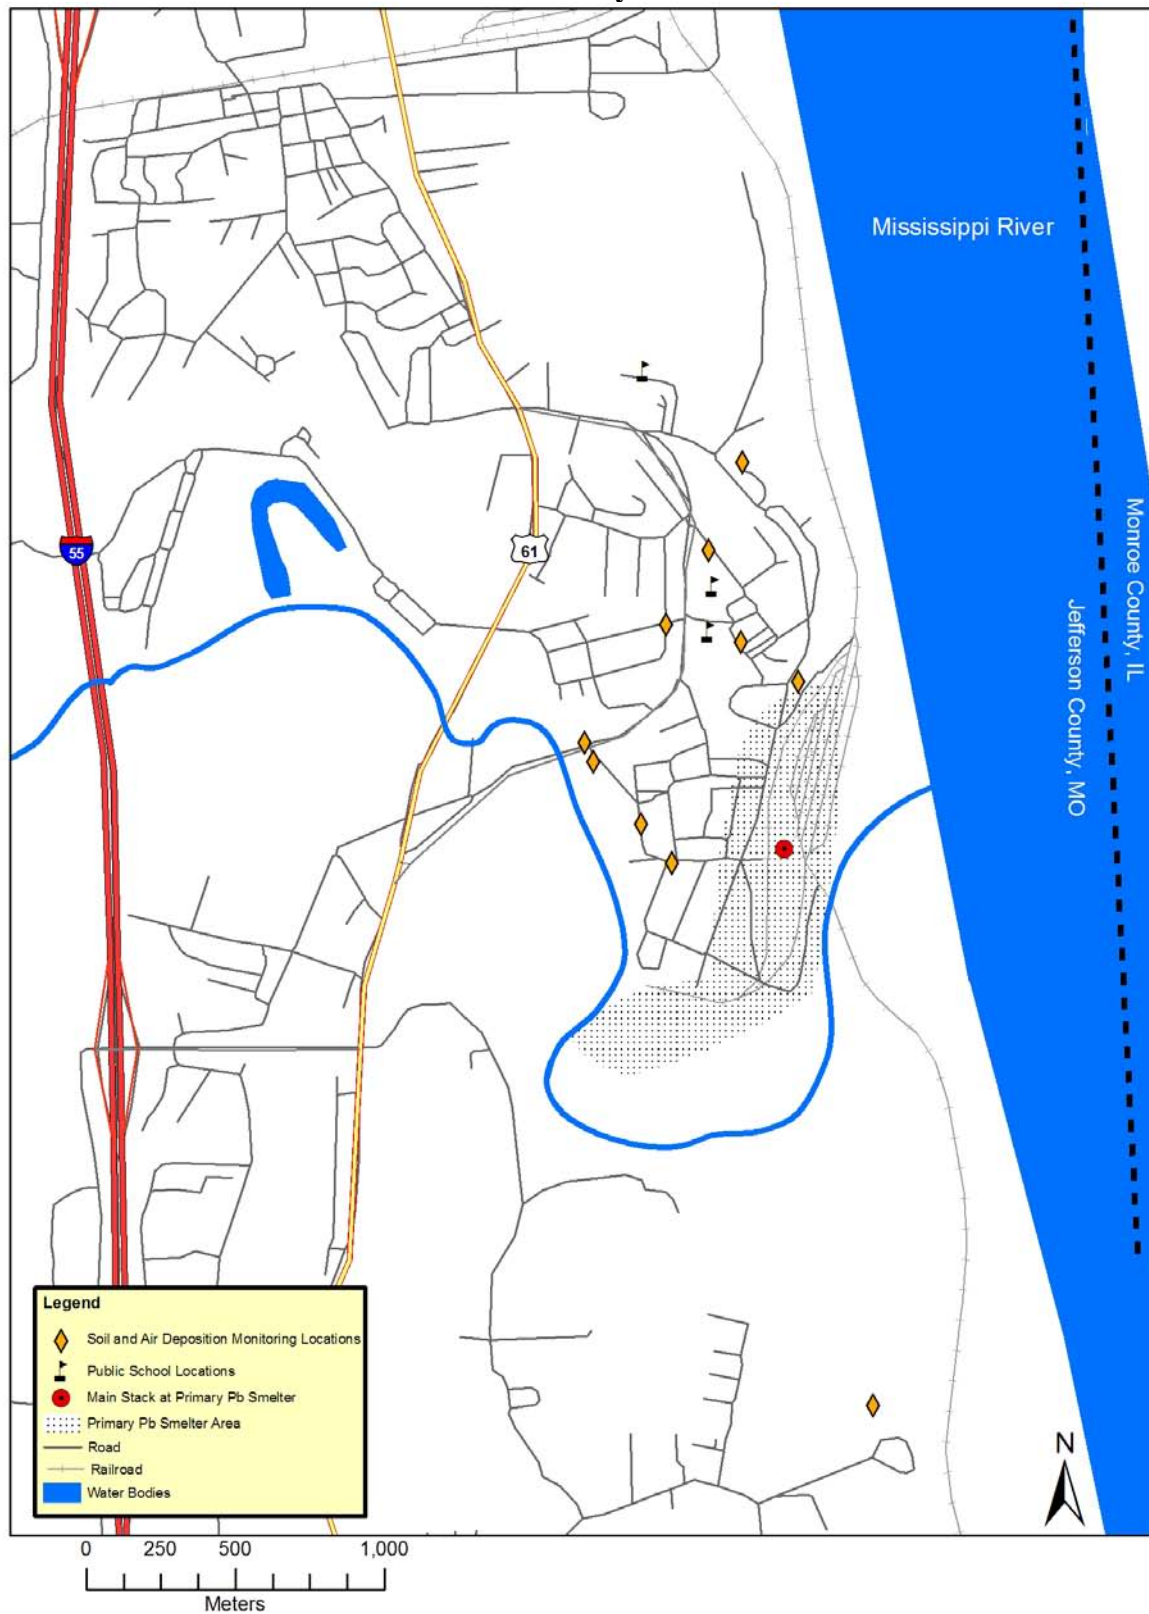 Mississippi River
Monroe County, IL
Jefferson County, MO
55
61
Legend
Soil and Air Deposition Monitoring Locations
Public School Locations
Main Stack at Primary Pb Smelter
Primary Pb Smelter Area
Road
Railroad
Water Bodies
N
0 250 500 1,000
Meters